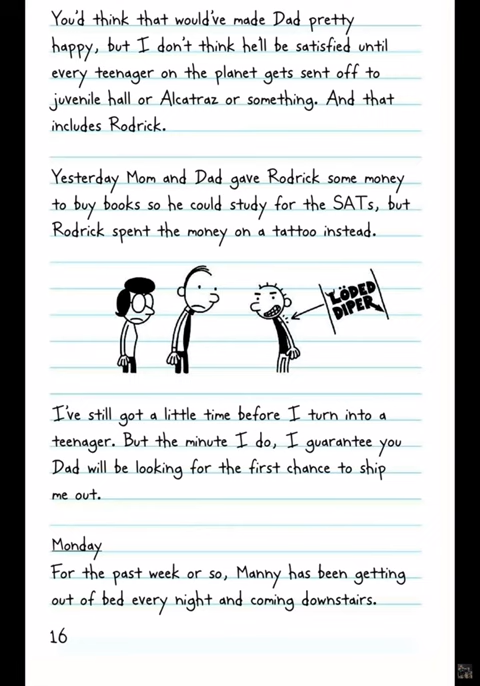 You'd think that would've made Dad pretty
happy, but I don't think he'll be satisfied until
every teenager on the planet gets sent off to
juvenile hall or Alcatraz or something. And that
includes Rodrick.
Yesterday Mom and Dad gave Rodrick some money
to buy books so he could study for the SATs, but
Rodrick spent the money on a tattoo instead.
LÖDED
DIPER
I've still got a little time before I turn into a
teenager. But the minute I do, I guarantee you
Dad will be looking for the first chance to ship
me out.
Monday
For the past week or so, Manny has been getting
out of bed every night and coming downstairs.
16